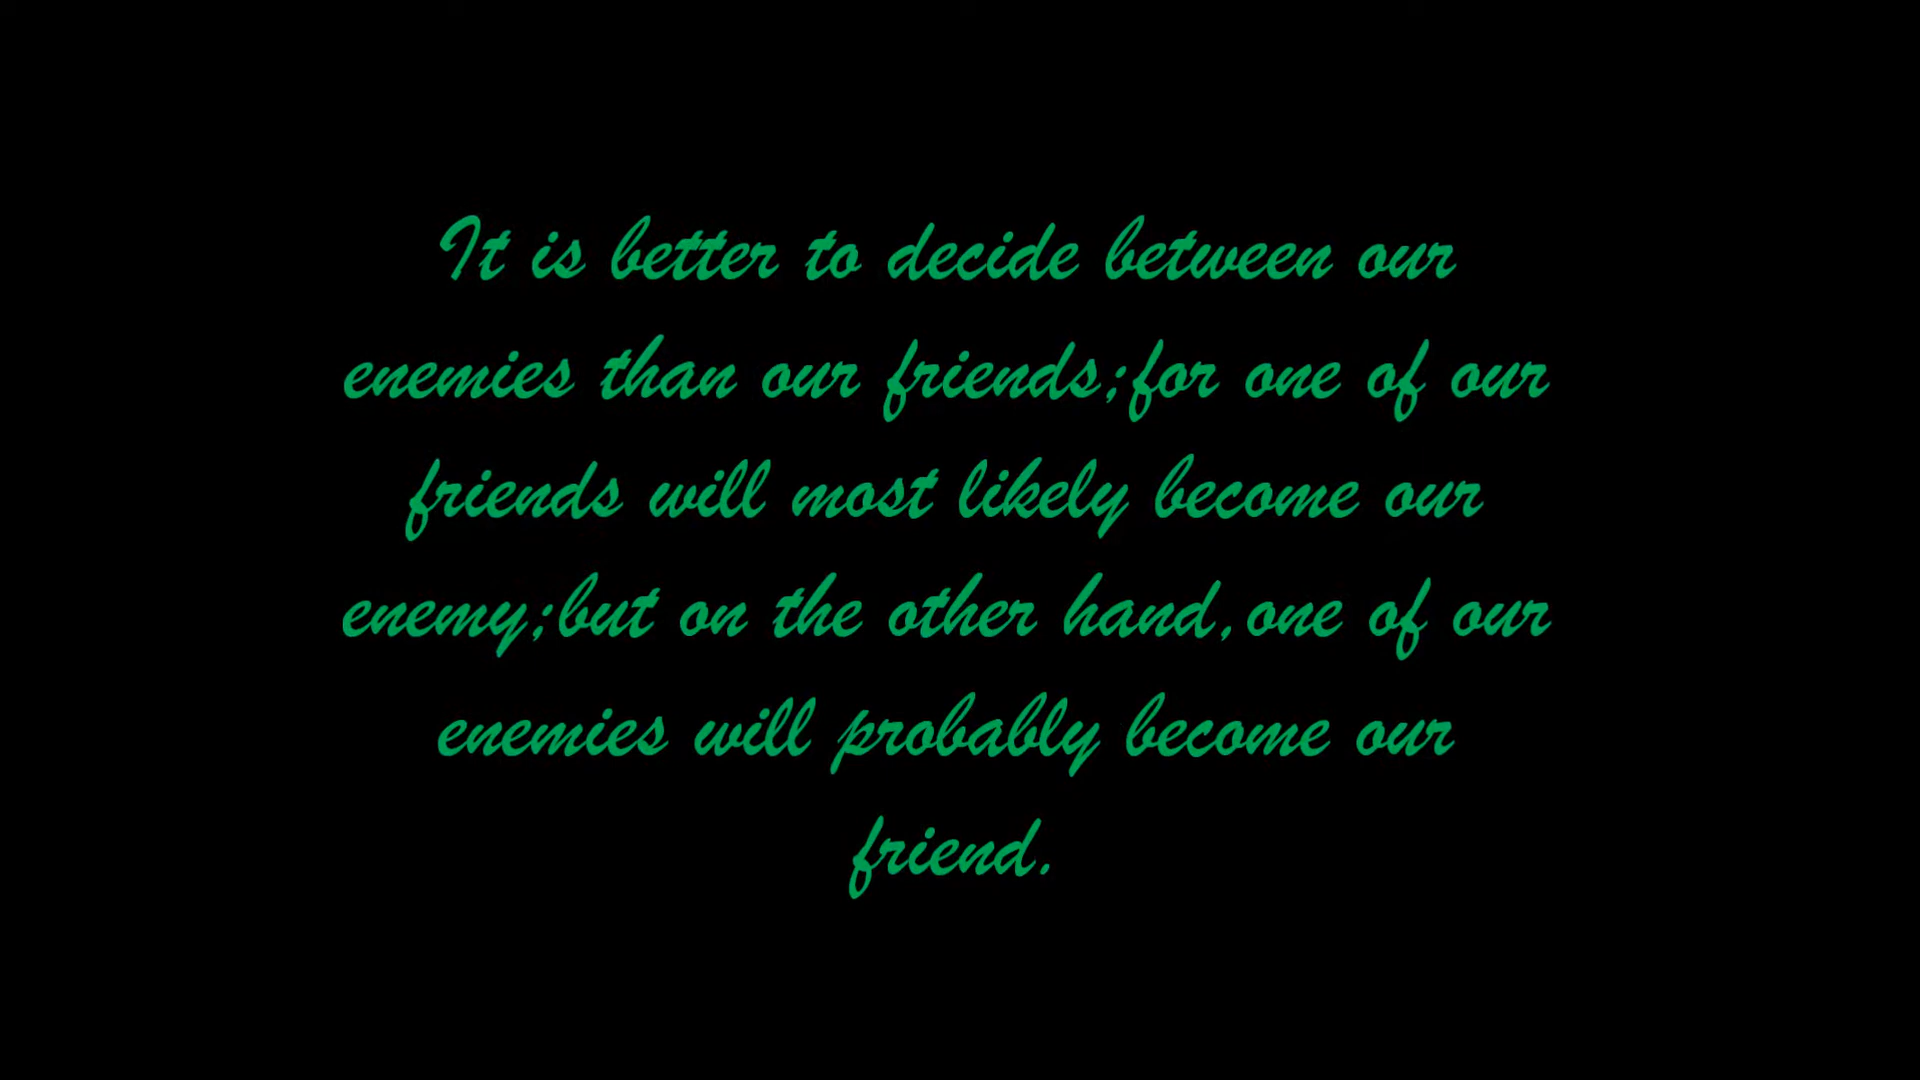 It is better to decide between our
enemies than our friends;for one of our
friends will most likely become our
enemy;but on the other hand,one of our
enemies will probably become our
friend.